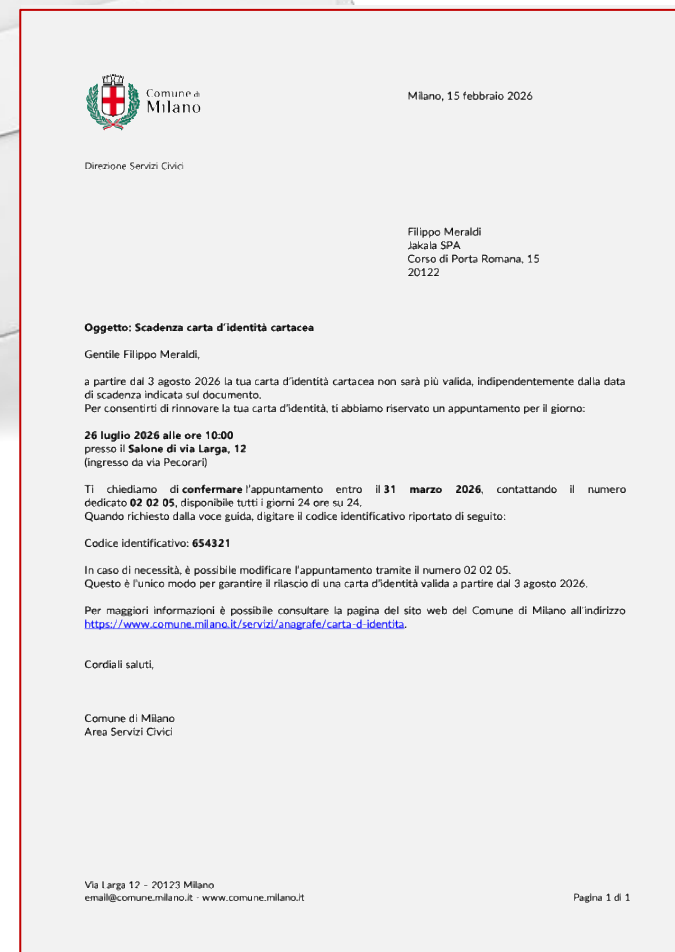 Comune di
Milano
Milano, 15 febbraio 2026
Direzione Servizi Civici
Filippo Meraldi
Jakala SPA
Corso di Porta Romana, 15
20122
Oggetto: Scadenza carta d'identità cartacea
Gentile Filippo Meraldi,
a partire dal 3 agosto 2026 la tua carta d'identità cartacea non sarà più valida, indipendentemente dalla data
di scadenza indicata sul documento.
Per consentirti di rinnovare la tua carta d'identità, ti abbiamo riservato un appuntamento per il giorno:
26 luglio 2026 alle ore 10:00
presso il Salone di via Larga, 12
(ingresso da via Pecorari)
Ti chiediamo di confermare l'appuntamento entro il 31 marzo 2026, contattando il numero
dedicato 02 02 05, disponibile tutti i giorni 24 ore su 24.
Quando richiesto dalla voce guida, digitare il codice identificativo riportato di seguito:
Codice identificativo: 654321
In caso di necessità, è possibile modificare l'appuntamento tramite il numero 02 02 05.
Questo è l'unico modo per garantire il rilascio di una carta d'identità valida a partire dal 3 agosto 2026.
Per maggiori informazioni è possibile consultare la pagina del sito web del Comune di Milano all'indirizzo
https://www.comune.milano.it/servizi/anagrafe/carta-d-identita.
Cordiali saluti,
Comune di Milano
Area Servizi Civici
Via Larga 12 – 20123 Milano
email@comune.milano.it - www.comune.milano.it
Pagina 1 di 1